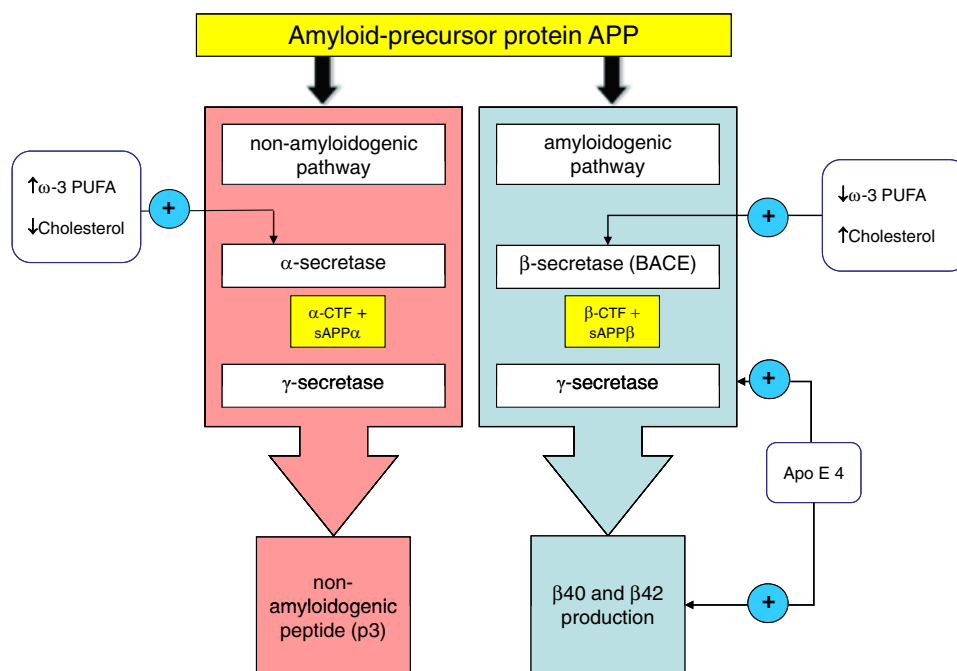 Amyloid-precursor protein APP
non-amyloidogenic
pathway
amyloidogenic
pathway
↑ω-3 PUFA
↓Cholesterol
+
+
↓ω-3 PUFA
↑Cholesterol
α-secretase
β-secretase (BACE)
α-CTF +
sAPPα
β-CTF +
sAPPβ
γ-secretase
γ-secretase
+
Apo E 4
non-
amyloidogenic
peptide (p3)
β40 and β42
production
+